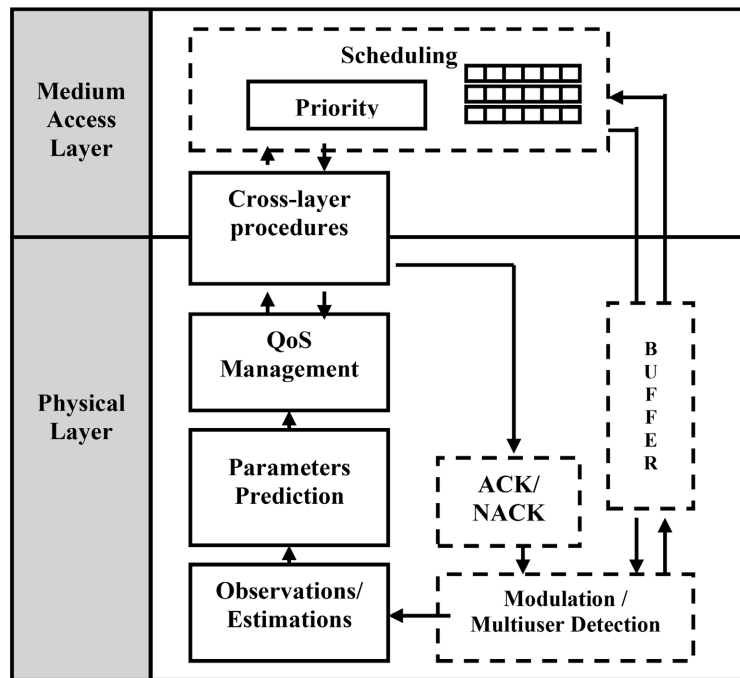 Medium
Access
Layer
Scheduling
Priority
Cross-layer
procedures
Physical
Layer
QoS
Management
Parameters
Prediction
Observations/
Estimations
ACK/
NACK
B
U
F
F
E
R
Modulation /
Multiuser Detection